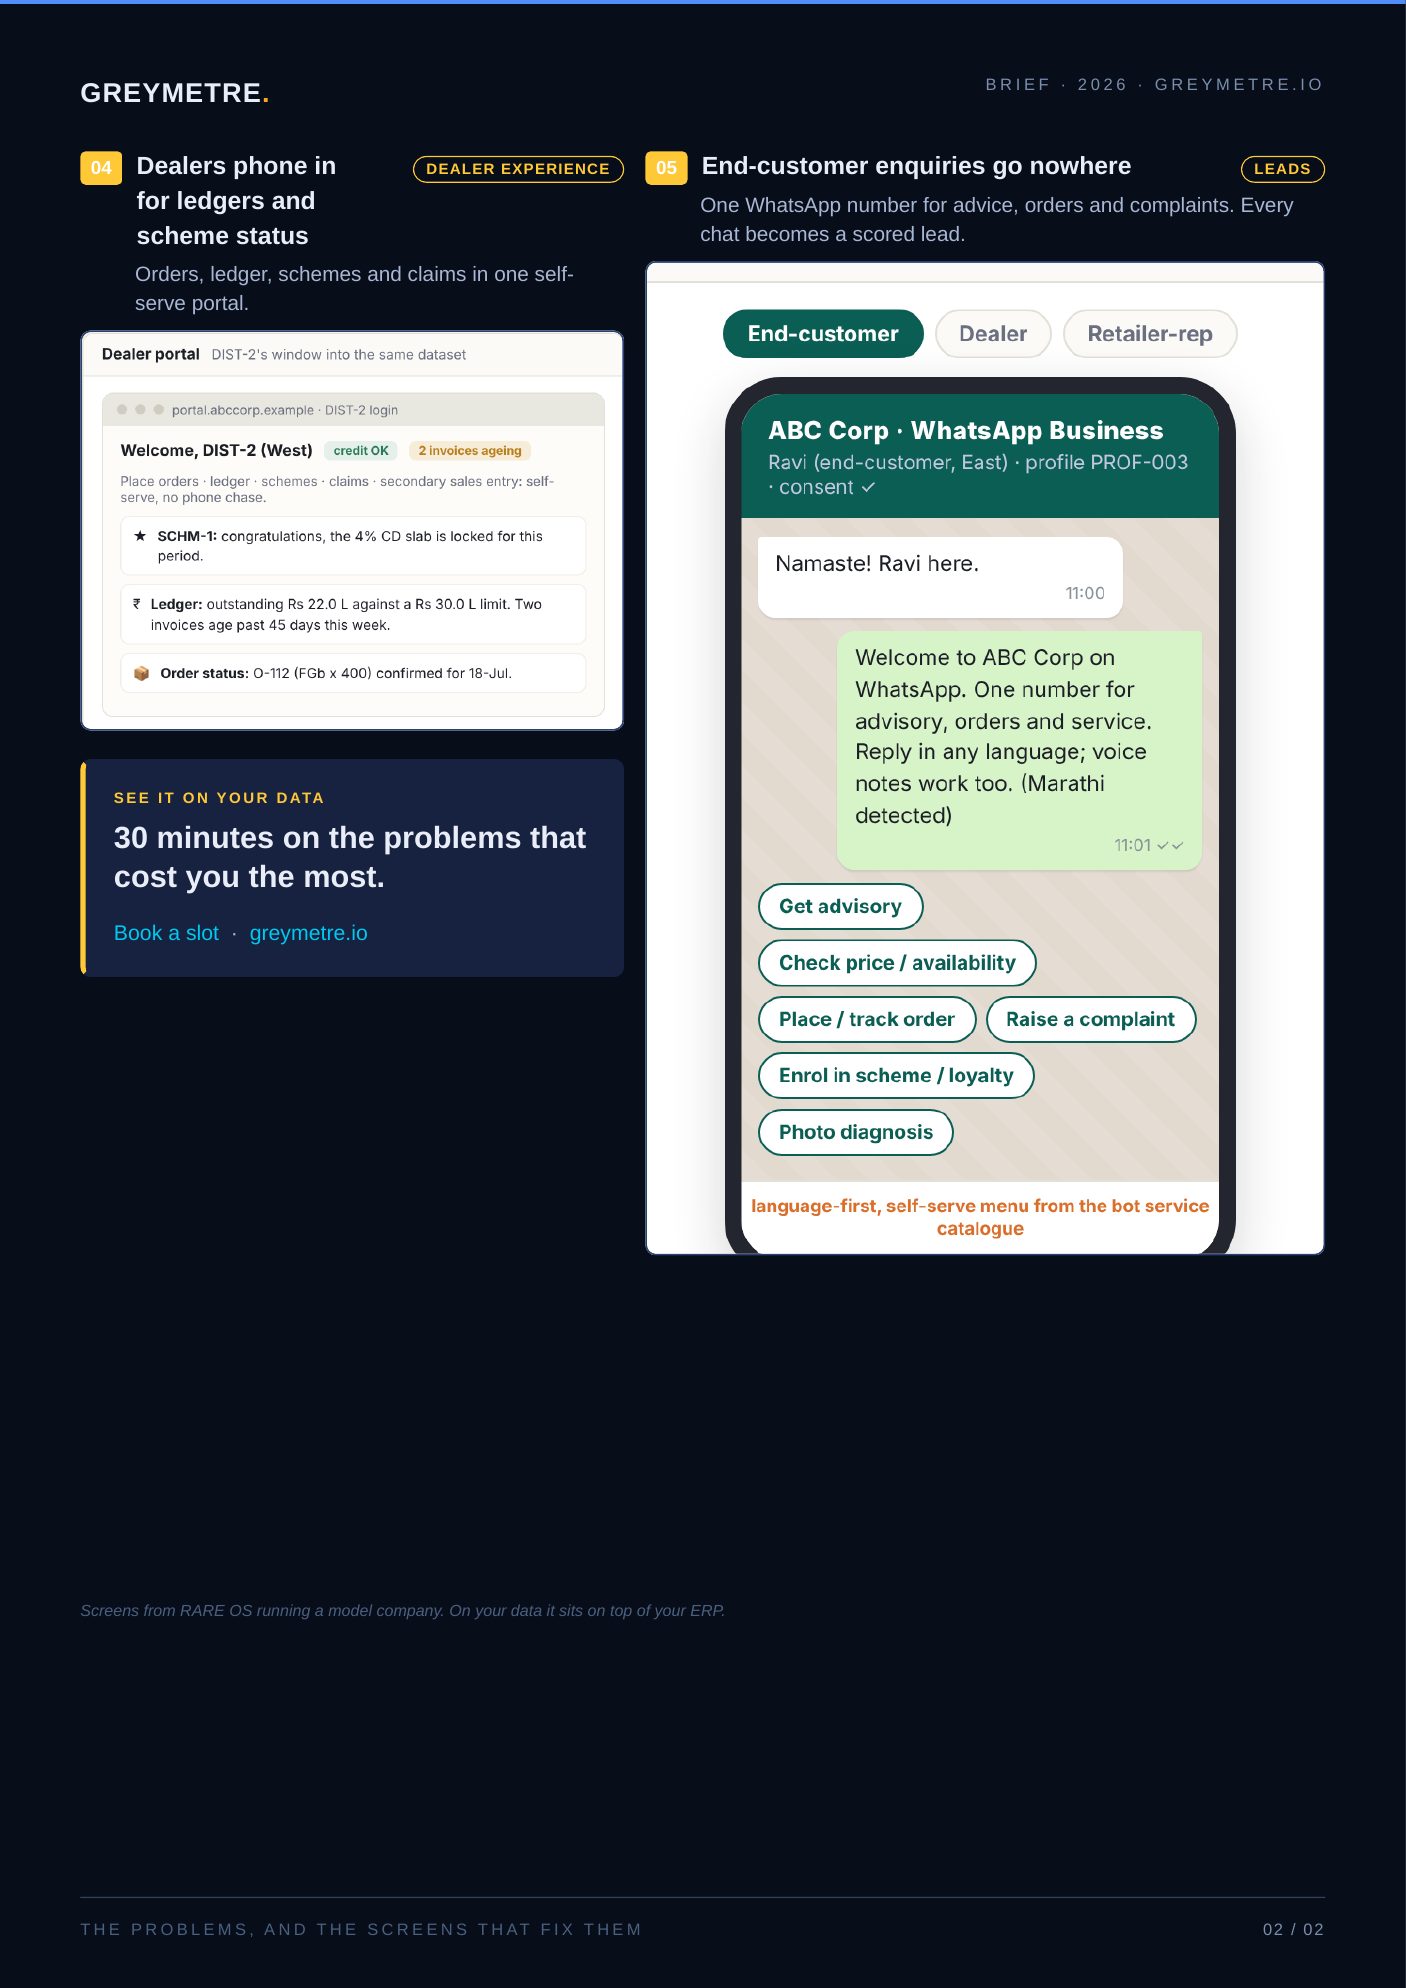 GREYMETRE.
BRIEF · 2026 · GREYMETRE.IO
04
Dealers phone in
for ledgers and
scheme status
DEALER EXPERIENCE
Orders, ledger, schemes and claims in one self-
serve portal.
Dealer portal DIST-2's window into the same dataset
portal.abccorp.example · DIST-2 login
Welcome, DIST-2 (West) credit OK 2 invoices ageing
Place orders · ledger · schemes · claims · secondary sales entry: self-
serve, no phone chase.
★ SCHM-1: congratulations, the 4% CD slab is locked for this
period.
₹ Ledger: outstanding Rs 22.0 L against a Rs 30.0 L limit. Two
invoices age past 45 days this week.
📦 Order status: O-112 (FGb x 400) confirmed for 18-Jul.
SEE IT ON YOUR DATA
30 minutes on the problems that
cost you the most.
Book a slot · greymetre.io
05 End-customer enquiries go nowhere LEADS
One WhatsApp number for advice, orders and complaints. Every
chat becomes a scored lead.
End-customer Dealer Retailer-rep
ABC Corp · WhatsApp Business
Ravi (end-customer, East) · profile PROF-003
· consent ✓
Namaste! Ravi here.
11:00
Welcome to ABC Corp on
WhatsApp. One number for
advisory, orders and service.
Reply in any language; voice
notes work too. (Marathi
detected)
11:01 ✓✓
Get advisory
Check price / availability
Place / track order Raise a complaint
Enrol in scheme / loyalty
Photo diagnosis
language-first, self-serve menu from the bot service
catalogue
Screens from RARE OS running a model company. On your data it sits on top of your ERP.
THE PROBLEMS, AND THE SCREENS THAT FIX THEM
02 / 02